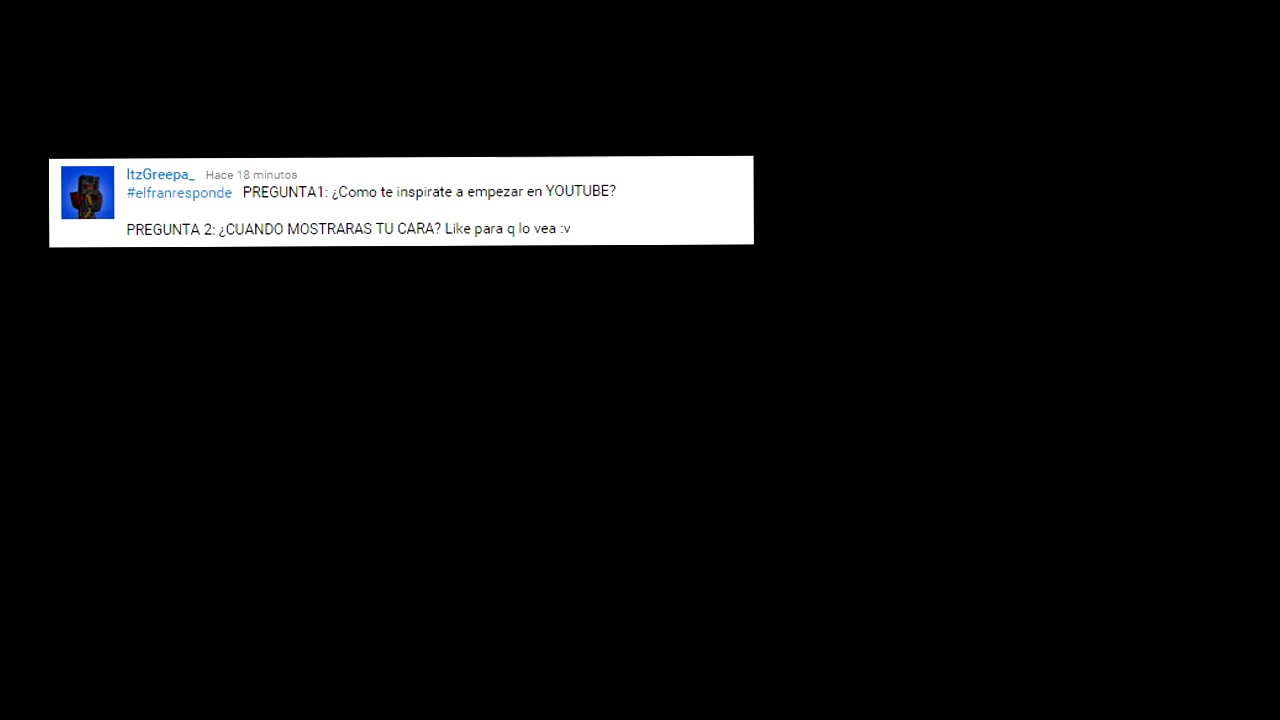 ItzGreepa_ Hace 18 minutos
#elfranresponde PREGUNTA1: ¿Como te inspirate a empezar en YOUTUBE?
PREGUNTA 2: ¿CUANDO MOSTRARAS TU CARA? Like para q lo vea :v